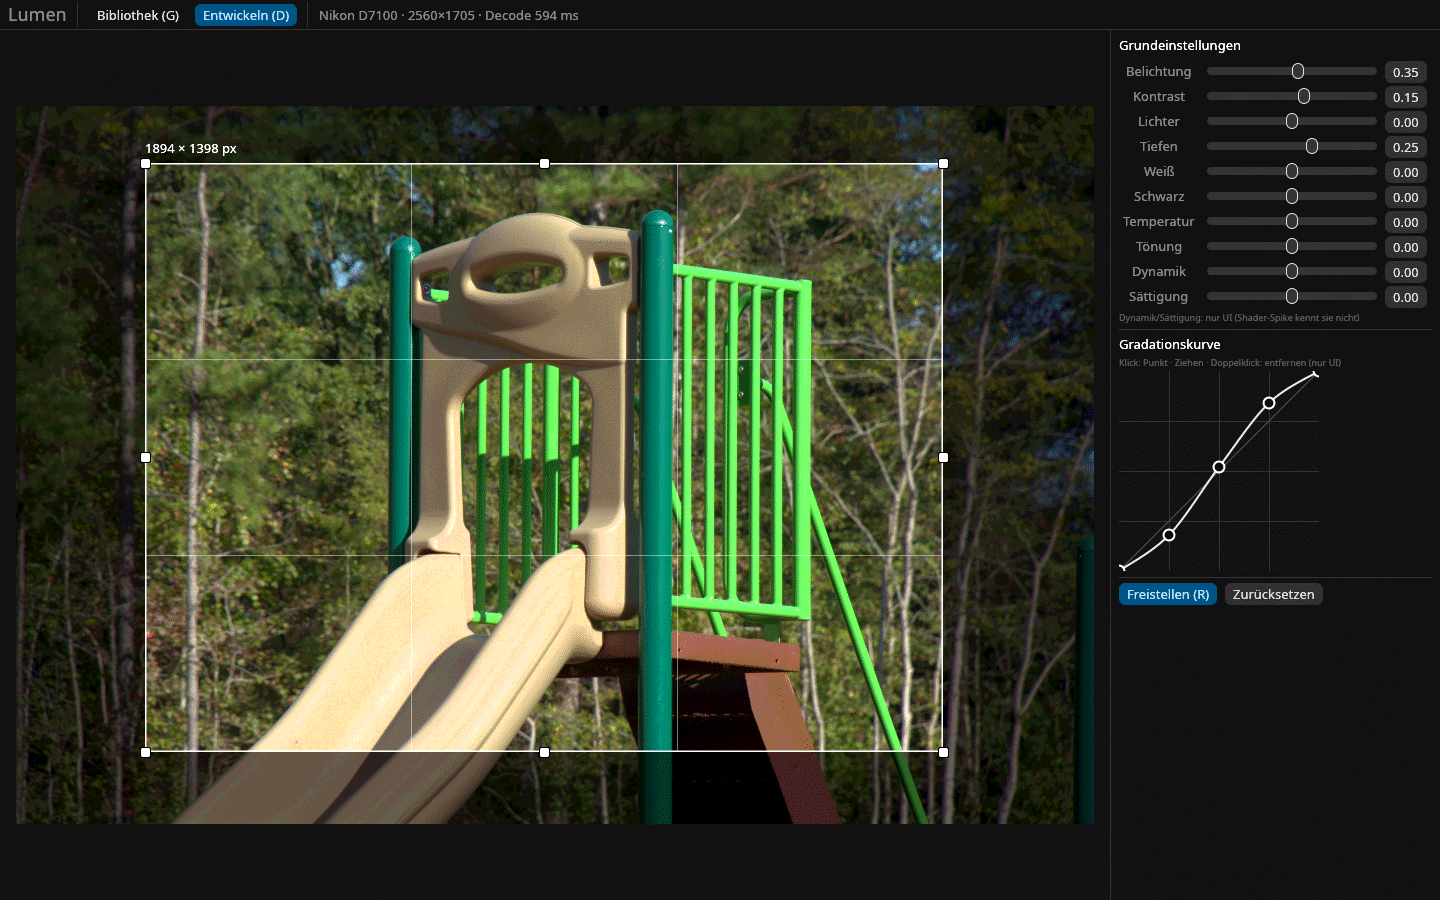 Lumen
Bibliothek (G)
Entwickeln (D)
Nikon D7100 · 2560×1705 · Decode 594 ms
1894 × 1398 px
Grundeinstellungen
Belichtung 0.35
Kontrast 0.15
Lichter 0.00
Tiefen 0.25
Weiß 0.00
Schwarz 0.00
Temperatur 0.00
Tönung 0.00
Dynamik 0.00
Sättigung 0.00
Dynamik/Sättigung: nur UI (Shader-Spike kennt sie nicht)
Gradationskurve
Klick: Punkt · Ziehen · Doppelklick: entfernen (nur UI)
Freistellen (R)
Zurücksetzen